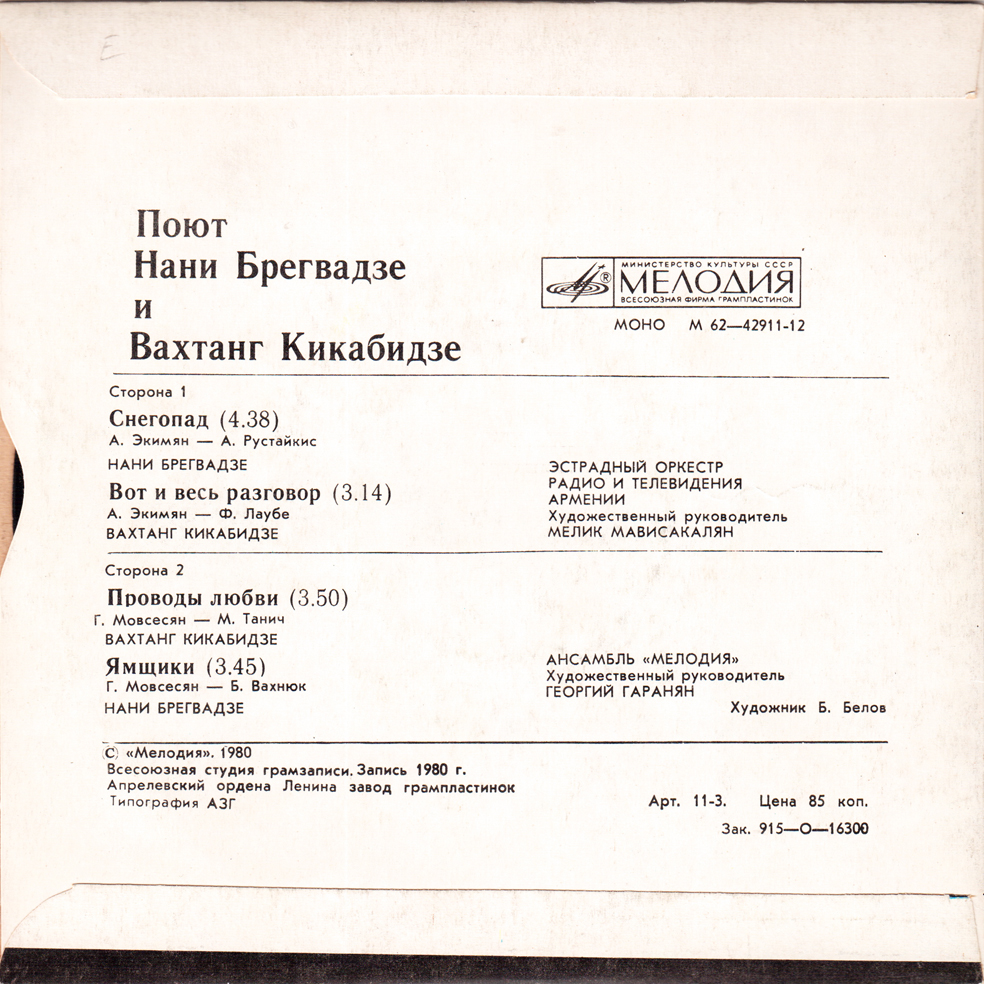 E
Поют
Нани Брегвадзе
и
Вахтанг Кикабидзе
®
МИНИСТЕРСТВО КУЛЬТУРЫ СССР
МЕЛОДИЯ
ВСЕСОЮЗНАЯ ФИРМА ГРАМПЛАСТИНОК
МОНО М 62—42911-12
Сторона 1
Снегопад (4.38)
А. Экимян — А. Рустайкис
НАНИ БРЕГВАДЗЕ
Вот и весь разговор (3.14)
А. Экимян — Ф. Лаубе
ВАХТАНГ КИКАБИДЗЕ
ЭСТРАДНЫЙ ОРКЕСТР
РАДИО И ТЕЛЕВИДЕНИЯ
АРМЕНИИ
Художественный руководитель
МЕЛИК МАВИСАКАЛЯН
Сторона 2
Проводы любви (3.50)
Г. Мовсесян — М. Танич
ВАХТАНГ КИКАБИДЗЕ
Ямщики (3.45)
Г. Мовсесян — Б. Вахнюк
НАНИ БРЕГВАДЗЕ
АНСАМБЛЬ «МЕЛОДИЯ»
Художественный руководитель
ГЕОРГИЙ ГАРАНЯН
Художник Б. Белов
© «Мелодия». 1980
Всесоюзная студия грамзаписи. Запись 1980 г.
Апрелевский ордена Ленина завод грампластинок
Типография АЗГ
Арт. 11-3. Цена 85 коп.
Зак. 915—О—16300